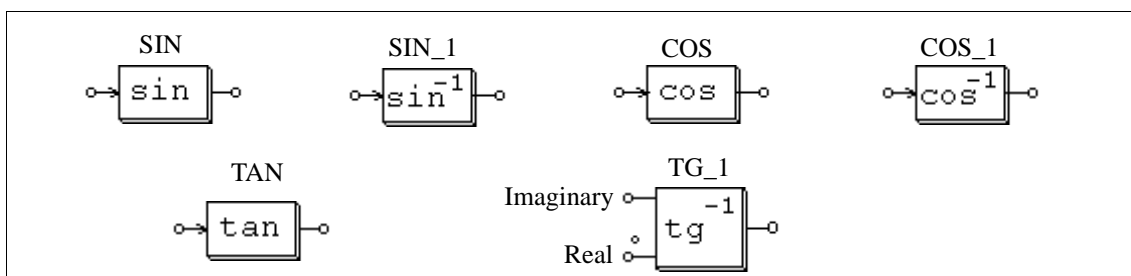 SIN SIN_1 COS COS_1
sin sin⁻¹ cos cos⁻¹
TAN TG_1
Imaginary
tan tg⁻¹
Real